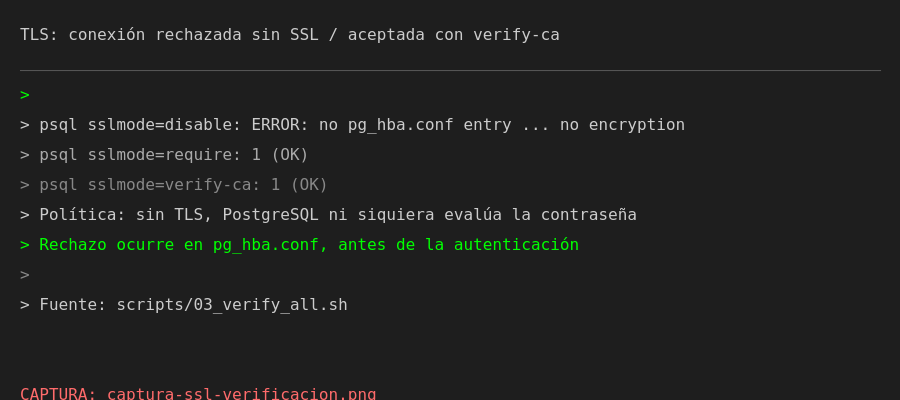 TLS: conexión rechazada sin SSL / aceptada con verify-ca
>
> psql sslmode=disable: ERROR: no pg_hba.conf entry ... no encryption
> psql sslmode=require: 1 (OK)
> psql sslmode=verify-ca: 1 (OK)
> Política: sin TLS, PostgreSQL ni siquiera evalúa la contraseña
> Rechazo ocurre en pg_hba.conf, antes de la autenticación
>
> Fuente: scripts/03_verify_all.sh
CAPTURA: captura-ssl-verificacion.png